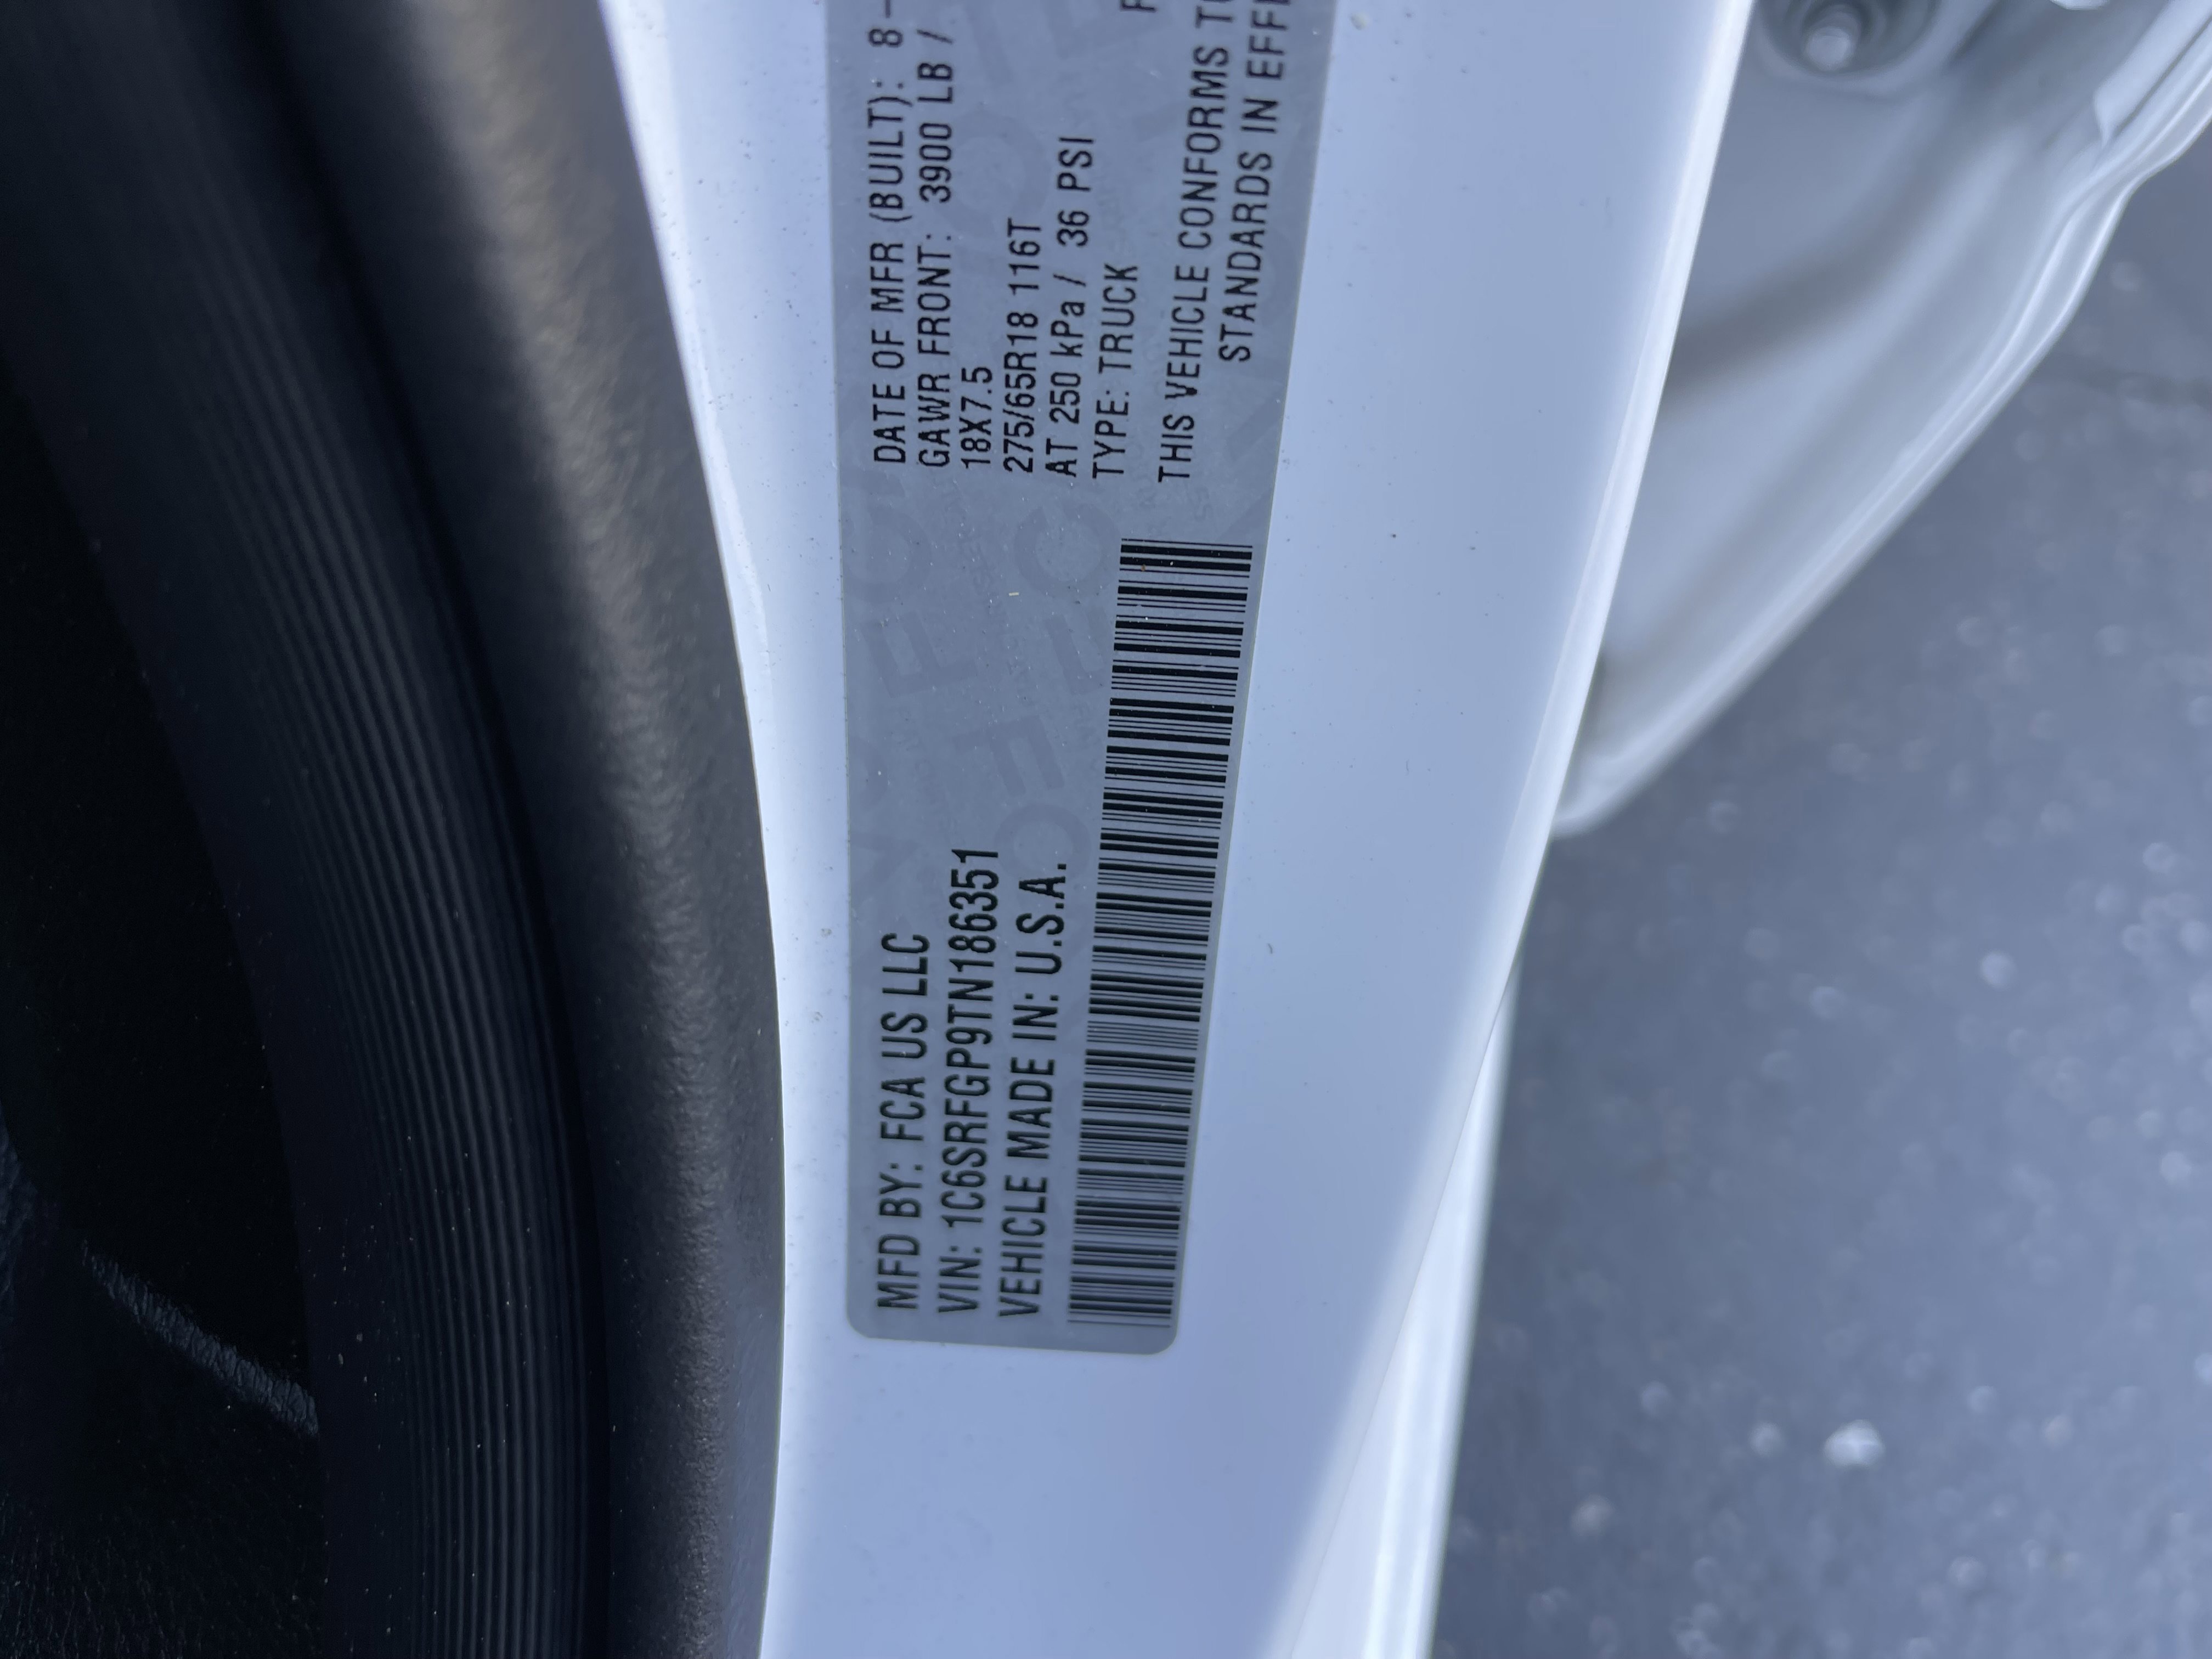 MFD BY: FCA US LLC
VIN: 1C6SRFGP9TN186351
VEHICLE MADE IN: U.S.A.
DATE OF MFR (BUILT): 8-
GAWR FRONT: 3900 LB /
18X7.5
275/65R18 116T
AT 250 kPa / 36 PSI
TYPE: TRUCK
THIS VEHICLE CONFORMS
STANDARDS IN